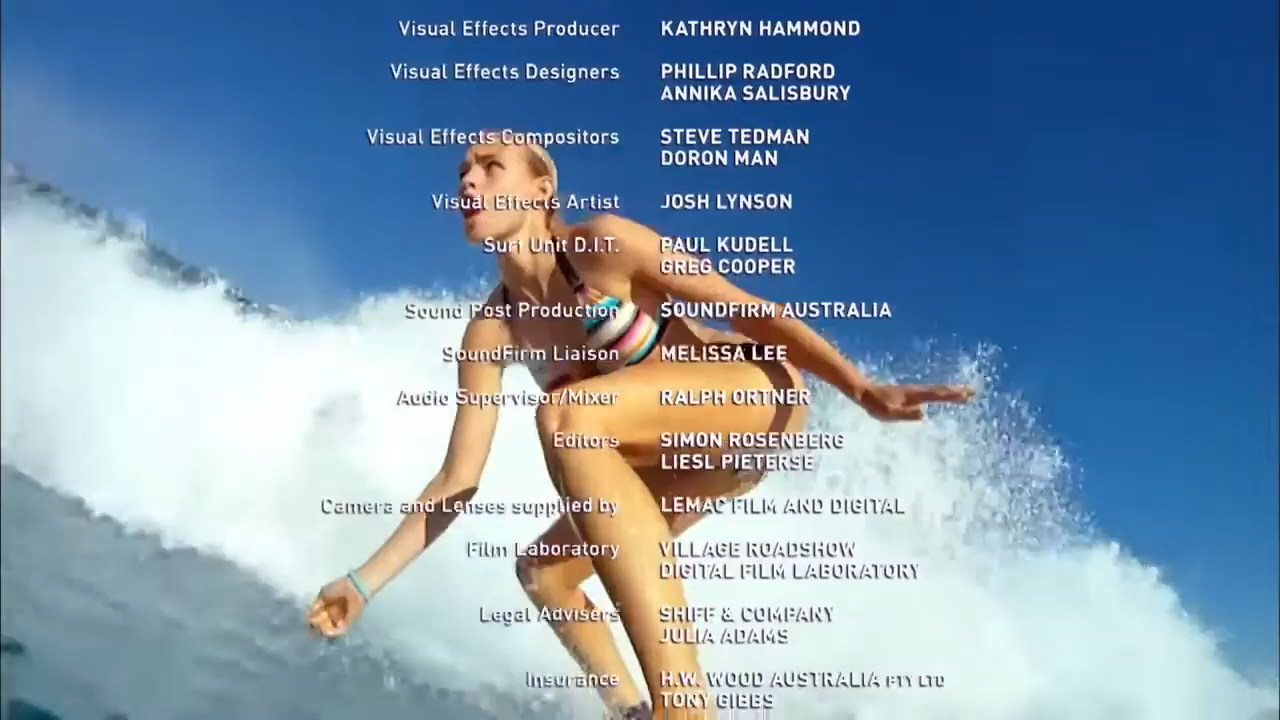 Visual Effects Producer KATHRYN HAMMOND
Visual Effects Designers PHILLIP RADFORD
ANNIKA SALISBURY
Visual Effects Compositors STEVE TEDMAN
DORON MAN
Visual Effects Artist JOSH LYNSON
Surf Unit D.I.T. PAUL KUDELL
GREG COOPER
Sound Post Production SOUNDFIRM AUSTRALIA
SoundFirm Liaison MELISSA LEE
Audio Supervisor/Mixer RALPH ORTNER
Editors SIMON ROSENBERG
LIESL PIETERSE
Camera and Lenses supplied by LEMAC FILM AND DIGITAL
Film Laboratory VILLAGE ROADSHOW
DIGITAL FILM LABORATORY
Legal Advisers SHIFF & COMPANY
JULIA ADAMS
Insurance H.W. WOOD AUSTRALIA PTY LTD
TONY GIBBS